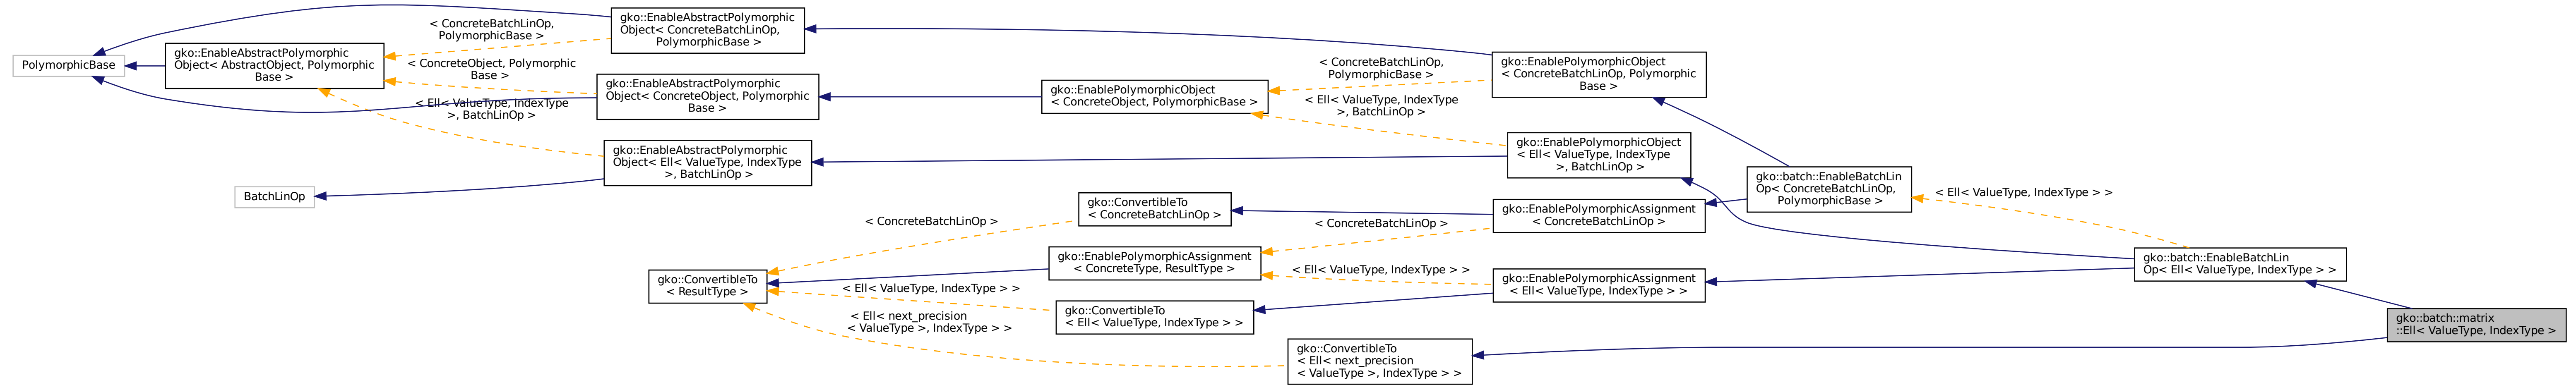 PolymorphicBase
gko::EnableAbstractPolymorphic
Object< AbstractObject, Polymorphic
Base >
BatchLinOp
< ConcreteBatchLinOp,
PolymorphicBase >
< ConcreteObject, Polymorphic
Base >
< Ell< ValueType, IndexType
>, BatchLinOp >
gko::EnableAbstractPolymorphic
Object< ConcreteBatchLinOp,
PolymorphicBase >
gko::EnableAbstractPolymorphic
Object< ConcreteObject, Polymorphic
Base >
gko::EnableAbstractPolymorphic
Object< Ell< ValueType, IndexType
>, BatchLinOp >
gko::ConvertibleTo
< ResultType >
< ConcreteBatchLinOp >
< Ell< ValueType, IndexType > >
< Ell< next_precision
< ValueType >, IndexType > >
gko::EnablePolymorphicObject
< ConcreteObject, PolymorphicBase >
gko::ConvertibleTo
< ConcreteBatchLinOp >
gko::EnablePolymorphicAssignment
< ConcreteType, ResultType >
gko::ConvertibleTo
< Ell< ValueType, IndexType > >
gko::ConvertibleTo
< Ell< next_precision
< ValueType >, IndexType > >
< ConcreteBatchLinOp,
PolymorphicBase >
< Ell< ValueType, IndexType
>, BatchLinOp >
< ConcreteBatchLinOp >
< Ell< ValueType, IndexType > >
gko::EnablePolymorphicObject
< ConcreteBatchLinOp, Polymorphic
Base >
gko::EnablePolymorphicObject
< Ell< ValueType, IndexType
>, BatchLinOp >
gko::EnablePolymorphicAssignment
< ConcreteBatchLinOp >
gko::EnablePolymorphicAssignment
< Ell< ValueType, IndexType > >
gko::batch::EnableBatchLin
Op< ConcreteBatchLinOp,
PolymorphicBase >
< Ell< ValueType, IndexType > >
gko::batch::EnableBatchLin
Op< Ell< ValueType, IndexType > >
gko::batch::matrix
::Ell< ValueType, IndexType >